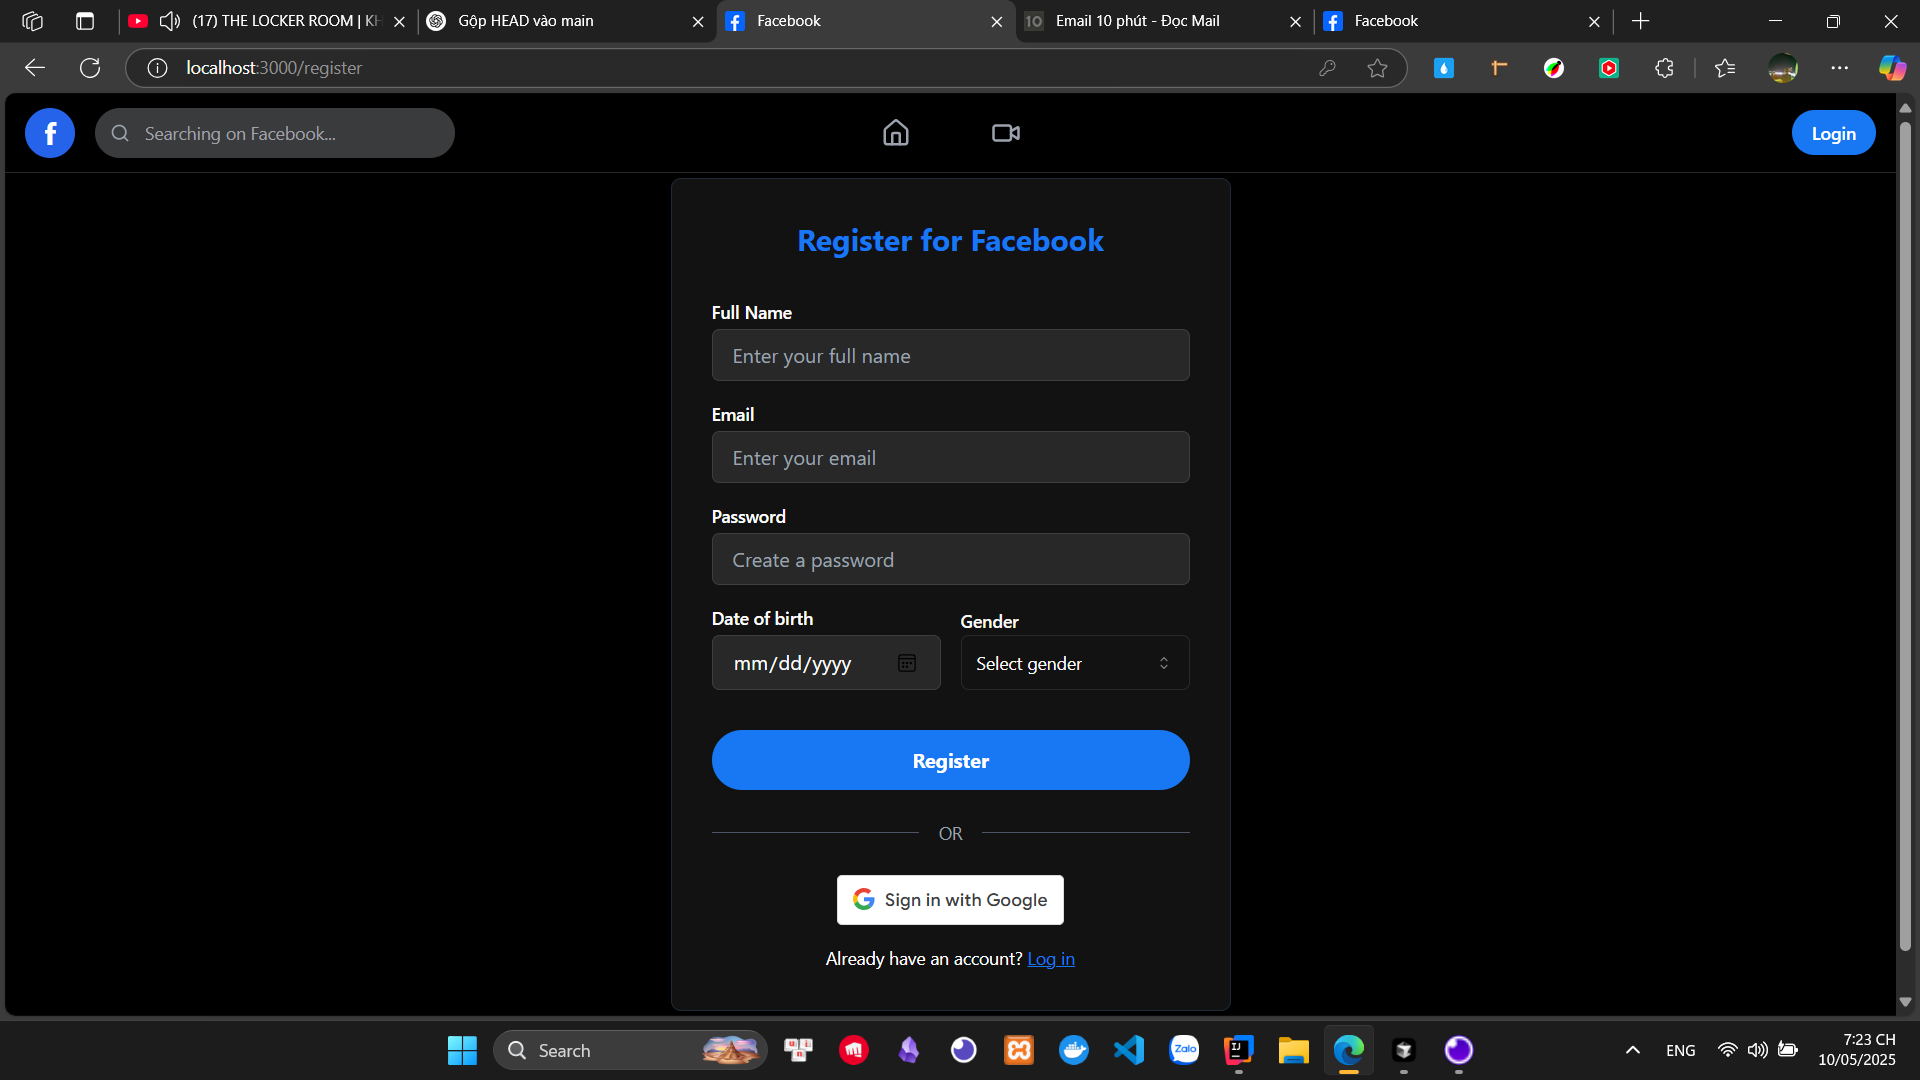 (17) THE LOCKER ROOM | KH
Gộp HEAD vào main
Facebook
10
Email 10 phút - Đọc Mail
Facebook
localhost:3000/register
Searching on Facebook...
Login
Register for Facebook
Full Name
Enter your full name
Email
Enter your email
Password
Create a password
Date of birth
Gender
mm/dd/yyyy
Select gender
Register
OR
Sign in with Google
Already have an account? Log in
Search
Zalo
IJ
ENG
7:23 CH
10/05/2025